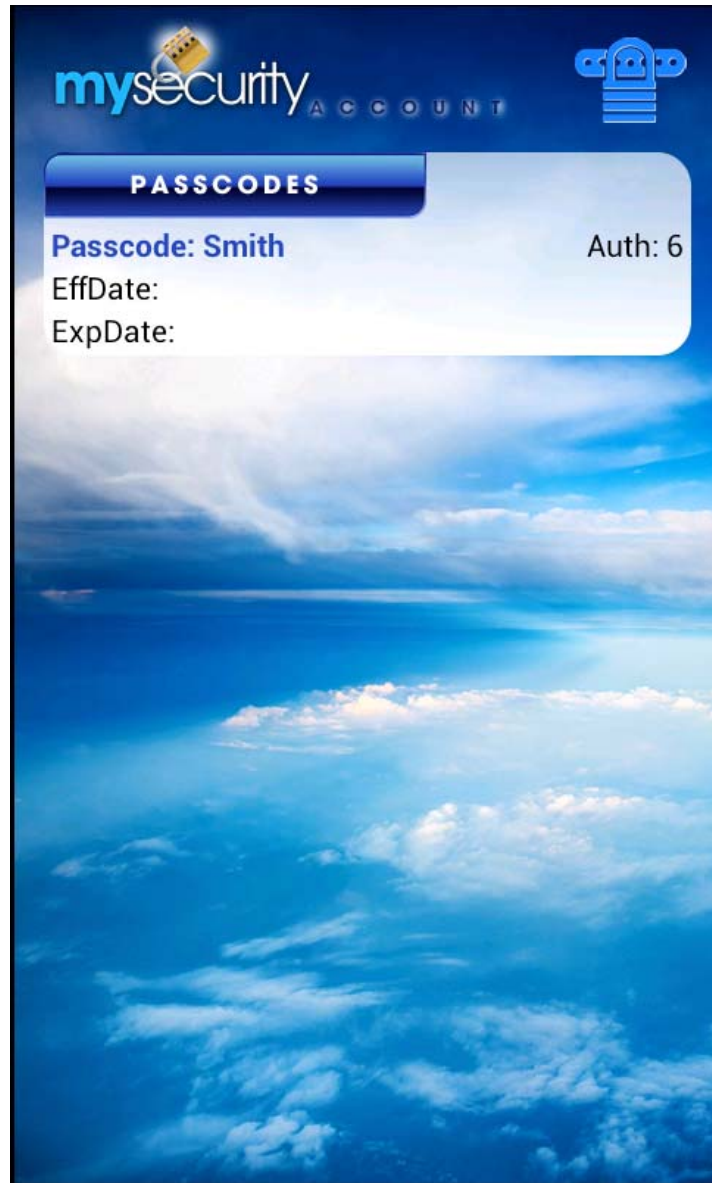 mysecurity
ACCOUNT
PASSCODES
Passcode: Smith Auth: 6
EffDate:
ExpDate: